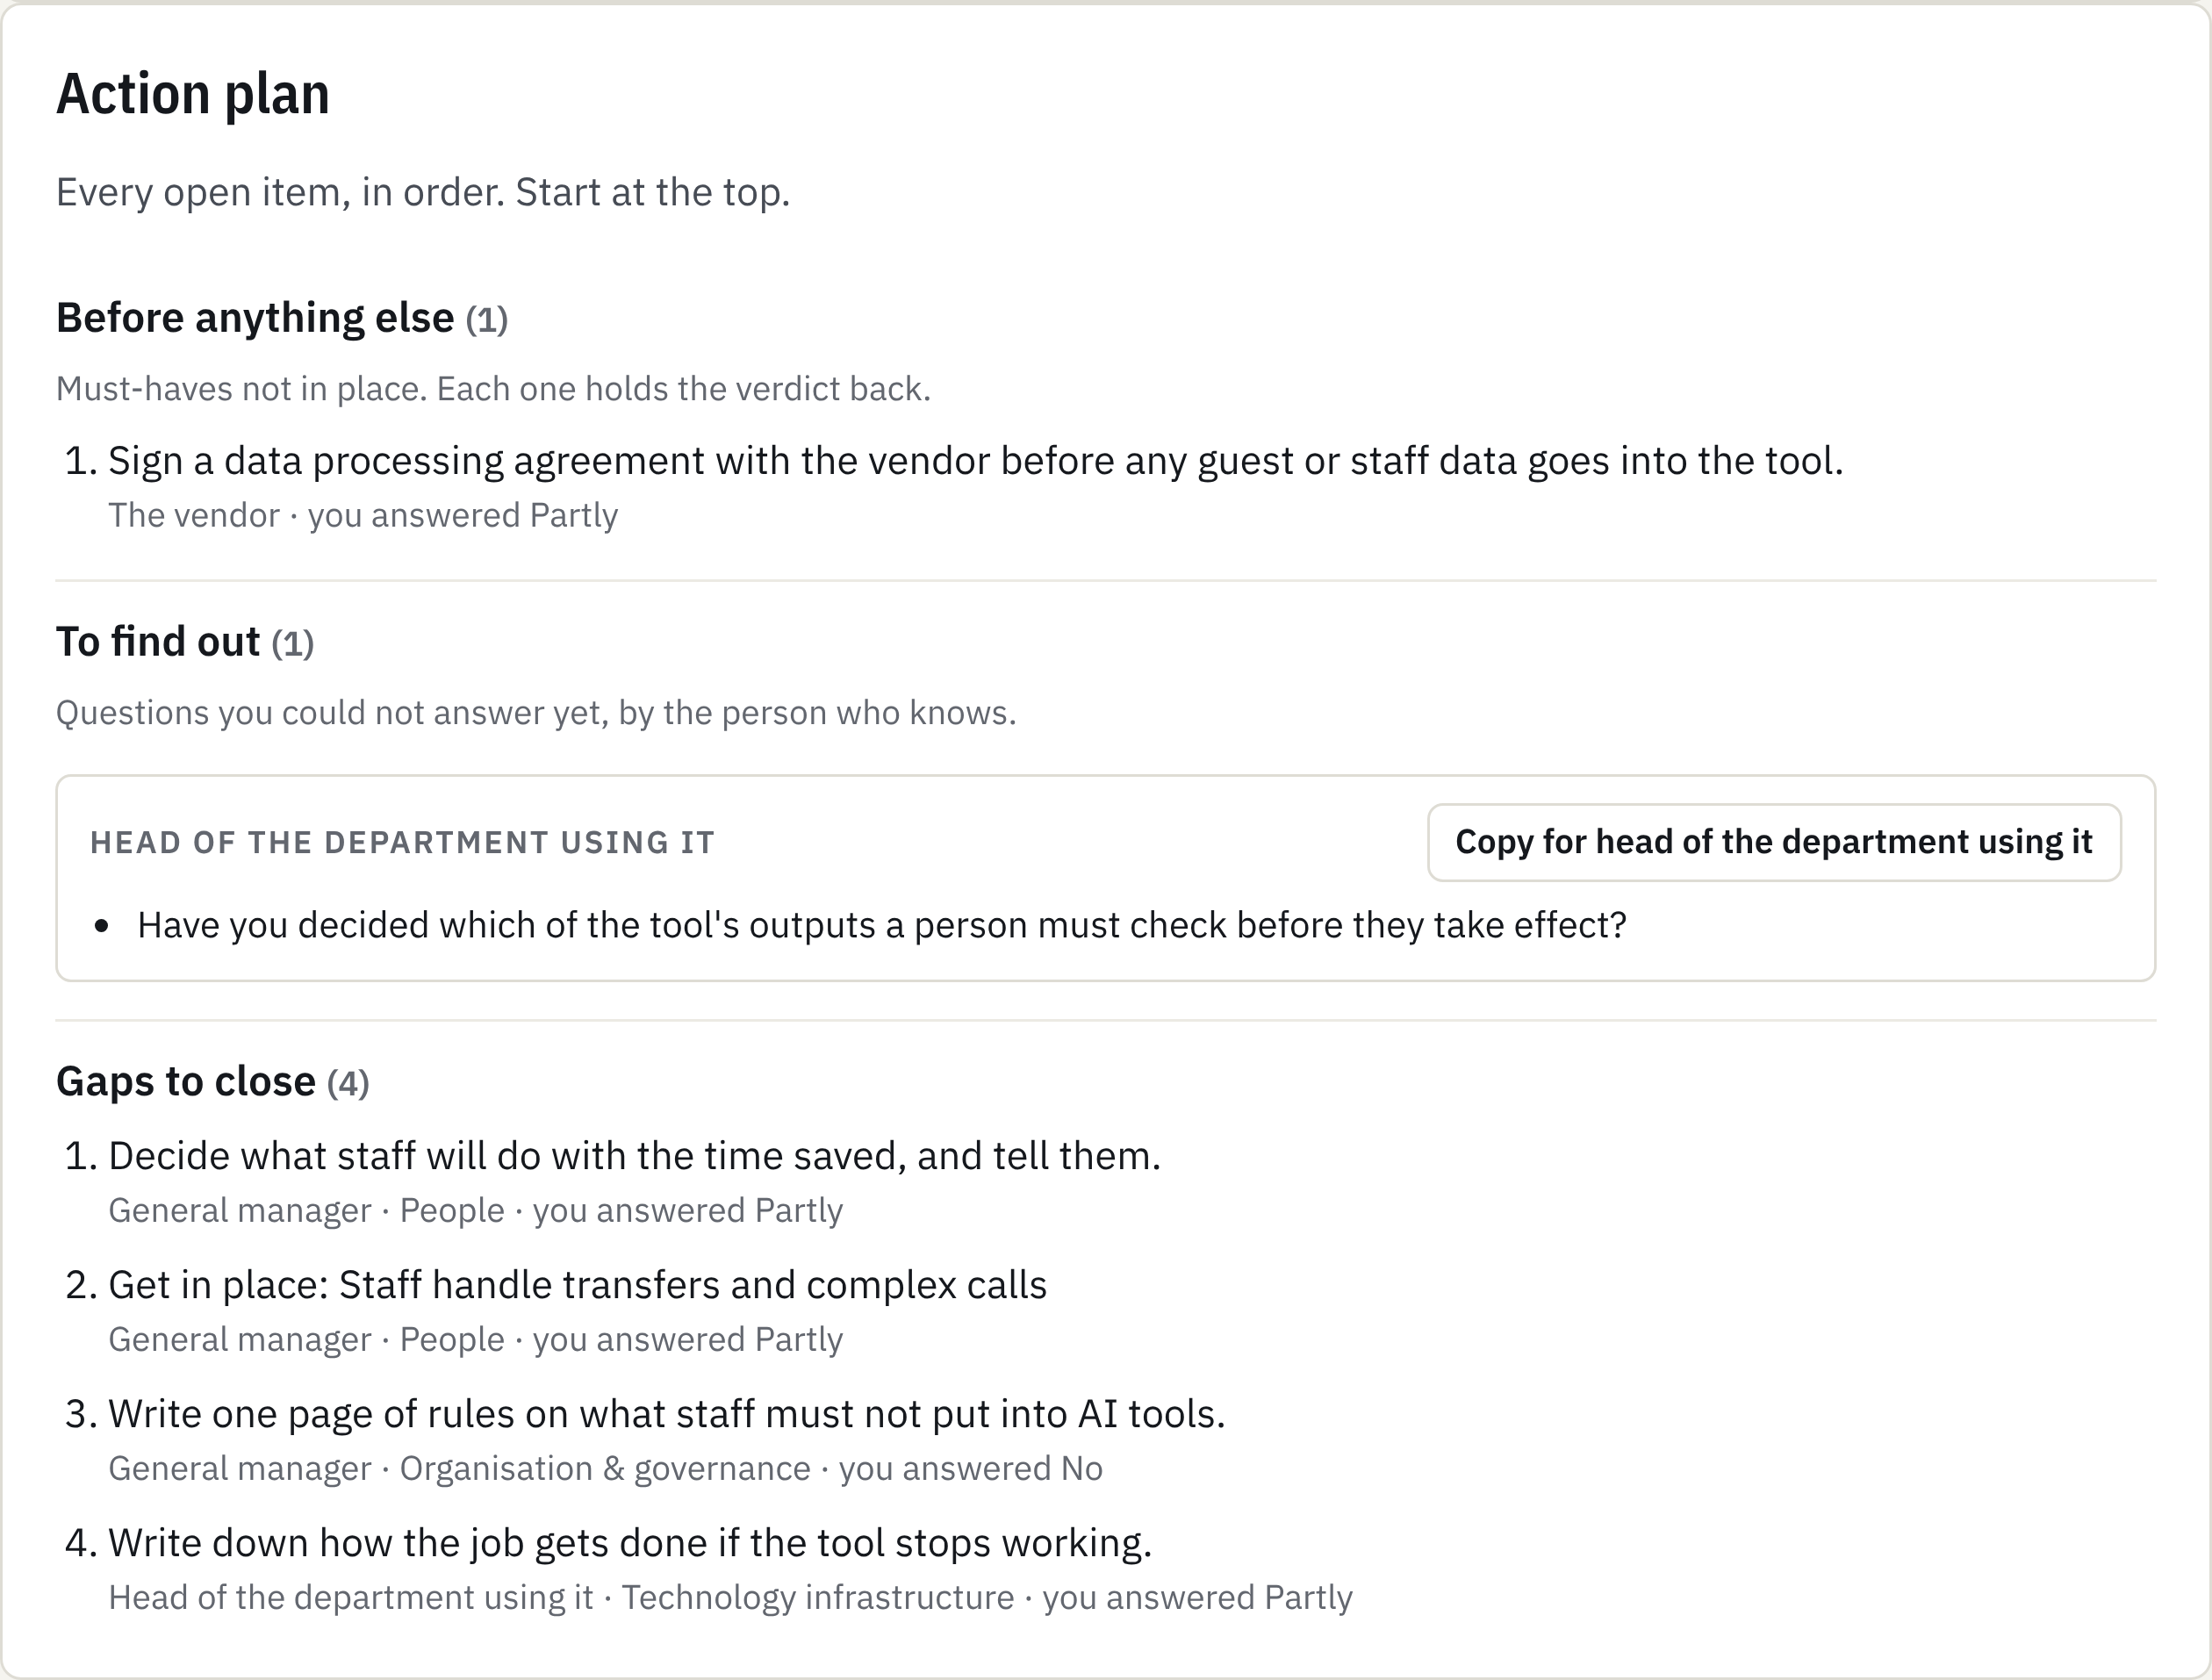 Action plan
Every open item, in order. Start at the top.
Before anything else (1)
Must-haves not in place. Each one holds the verdict back.
1. Sign a data processing agreement with the vendor before any guest or staff data goes into the tool.
The vendor · you answered Partly
To find out (1)
Questions you could not answer yet, by the person who knows.
HEAD OF THE DEPARTMENT USING IT
Copy for head of the department using it
• Have you decided which of the tool's outputs a person must check before they take effect?
Gaps to close (4)
1. Decide what staff will do with the time saved, and tell them.
General manager · People · you answered Partly
2. Get in place: Staff handle transfers and complex calls
General manager · People · you answered Partly
3. Write one page of rules on what staff must not put into AI tools.
General manager · Organisation & governance · you answered No
4. Write down how the job gets done if the tool stops working.
Head of the department using it · Technology infrastructure · you answered Partly